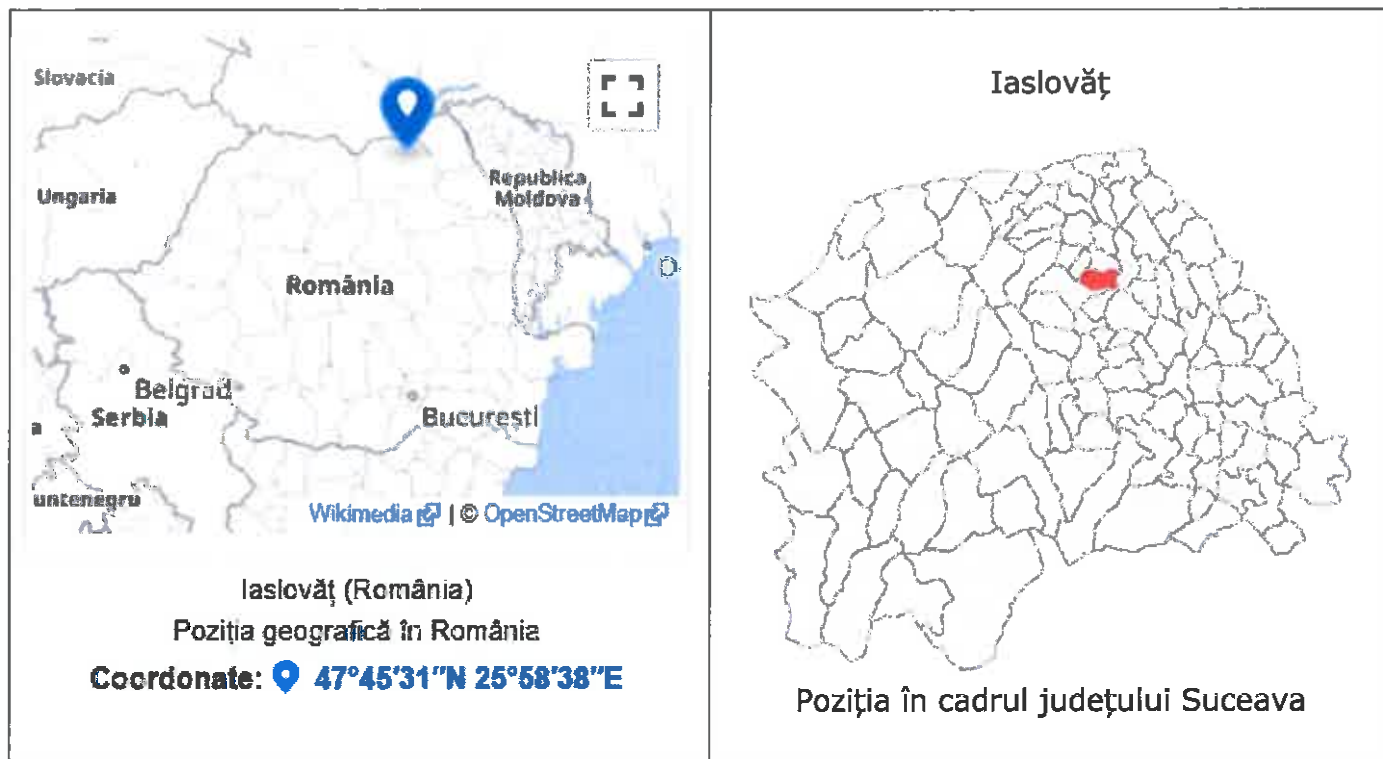 Slovacia
Ungaria
Republica
Moldova
România
Belgrad
Serbia
București
untenegru
Wikimedia | © OpenStreetMap
Iaslovăț (România)
Poziția geografică în România
Coordonate: 47°45′31″N 25°58′38″E
Iaslovăț
Poziția în cadrul județului Suceava